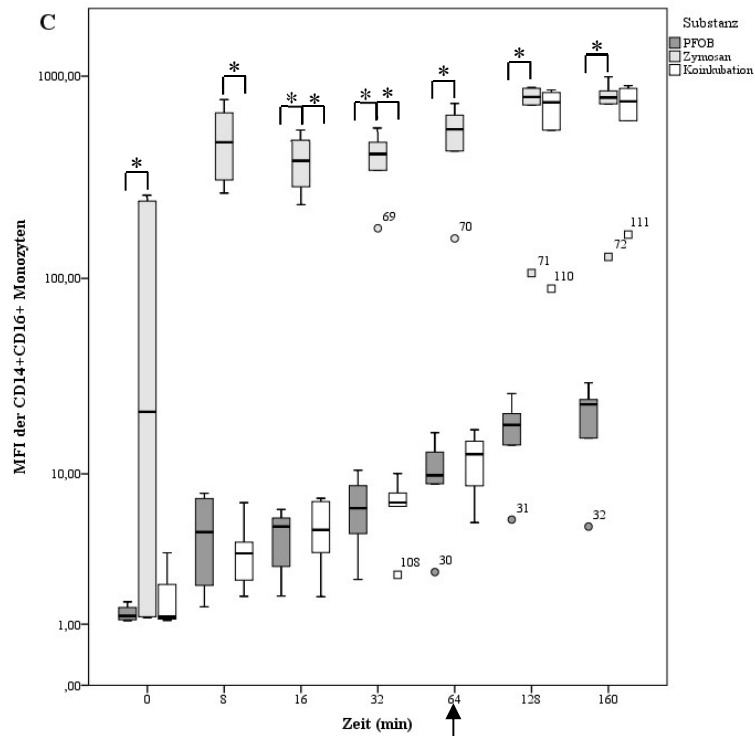 C
Substanz
PFOB
Zymosan
Koinkubation
MFI der CD14+CD16+ Monozyten
1000,00
100,00
10,00
1,00
,00
*
*
* *
* *
*
*
*
69
70
71
110
72
111
108
30
31
32
0 8 16 32 64 128 160
Zeit (min)